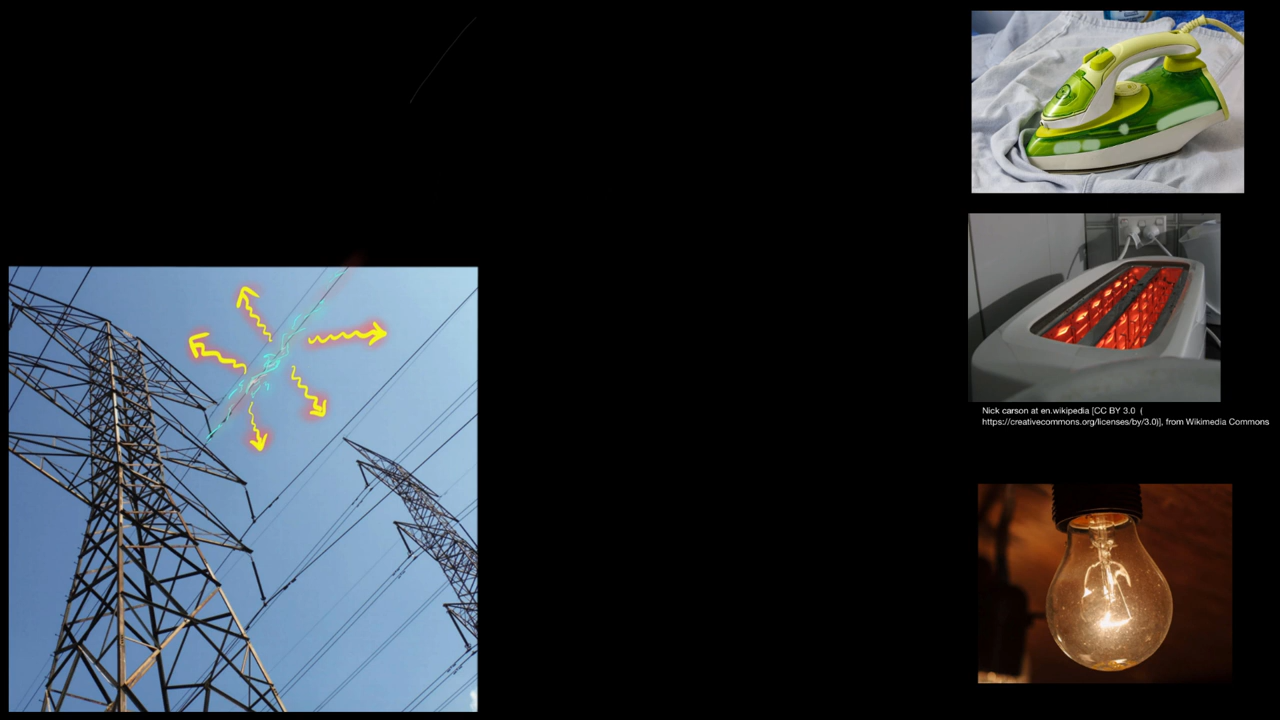 Nick carson at en.wikipedia [CC BY 3.0 (
https://creativecommons.org/licenses/by/3.0)], from Wikimedia Commons